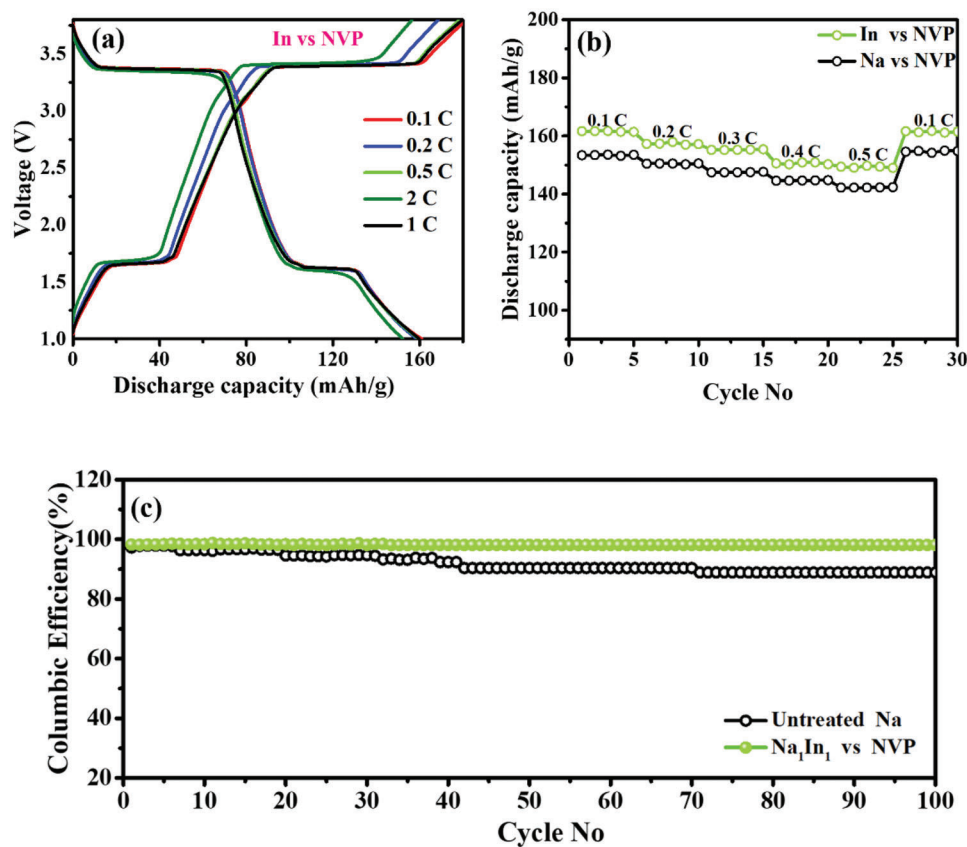 (a)
In vs NVP
0.1 C
0.2 C
0.5 C
2 C
1 C
Voltage (V)
3.5
3.0
2.5
2.0
1.5
1.0
0 40 80 120 160
Discharge capacity (mAh/g)
(b)
In vs NVP
Na vs NVP
0.1 C 0.2 C 0.3 C 0.4 C 0.5 C 0.1 C
Discharge capacity (mAh/g)
200
180
160
140
120
100
0 5 10 15 20 25 30
Cycle No
(c)
Columbic Efficiency(%)
120
100
80
60
40
20
Untreated Na
Na₁In₁ vs NVP
0 10 20 30 40 50 60 70 80 90 100
Cycle No